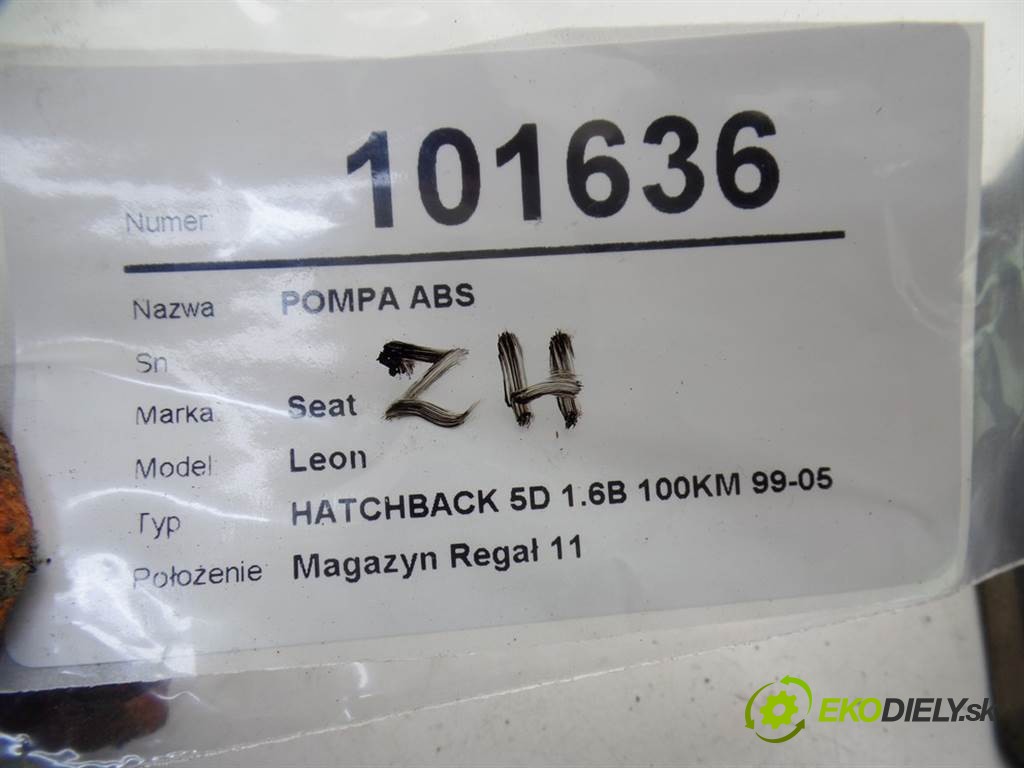 Numer: 101636
Nazwa POMPA ABS
Sn
ZH
Marka Seat
Model Leon
Typ HATCHBACK 5D 1.6B 100KM 99-05
Położenie Magazyn Regał 11
EKODIELY.sk